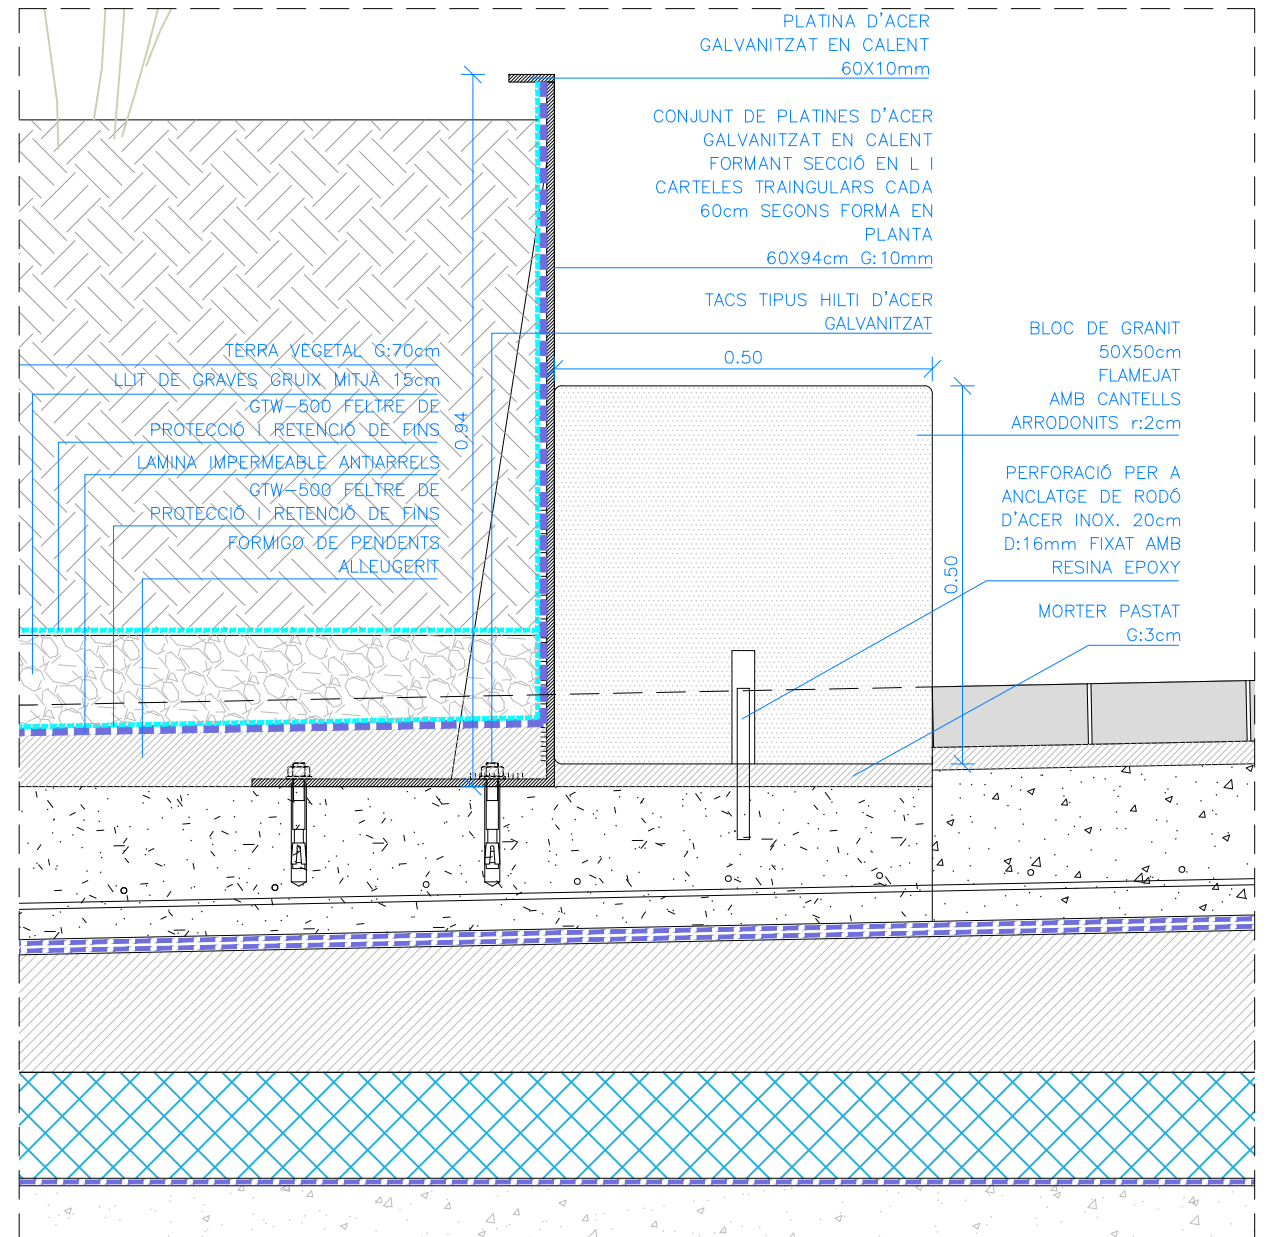 PLATINA D'ACER
GALVANITZAT EN CALENT
60X10mm
CONJUNT DE PLATINES D'ACER
GALVANITZAT EN CALENT
FORMANT SECCIÓ EN L I
CARTELES TRAINGULARS CADA
60cm SEGONS FORMA EN
PLANTA
60X94cm G:10mm
TACS TIPUS HILTI D'ACER
GALVANITZAT
0.50
BLOC DE GRANIT
50X50cm
FLAMEJAT
AMB CANTELLS
ARRODONITS r:2cm
TERRA VEGETAL G:70cm
LLIT DE GRAVES GRUIX MITJÀ 15cm
GTW-500 FELTRE DE
PROTECCIÓ I RETENCIÓ DE FINS
LAMINA IMPERMEABLE ANTIARRELS
GTW-500 FELTRE DE
PROTECCIÓ I RETENCIÓ DE FINS
FORMIGO DE PENDENTS
ALLEUGERIT
0.94
PERFORACIÓ PER A
ANCLATGE DE RODÓ
D'ACER INOX. 20cm
D:16mm FIXAT AMB
RESINA EPOXY
0.50
MORTER PASTAT
G:3cm